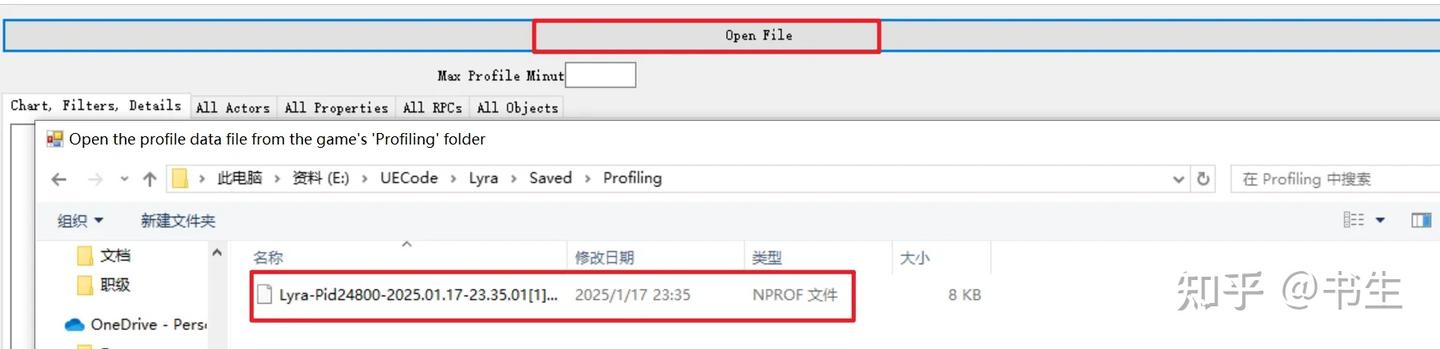 Open File
Max Profile Minut
Chart, Filters, Details All Actors All Properties All RPCs All Objects
Open the profile data file from the game's 'Profiling' folder
此电脑 > 资料 (E:) > UECode > Lyra > Saved > Profiling 在 Profiling 中搜索
组织 新建文件夹
文档 名称 修改日期 类型 大小
职级 Lyra-Pid24800-2025.01.17-23.35.01[1]... 2025/1/17 23:35 NPROF 文件 8 KB
OneDrive - Pers
知乎 @书生